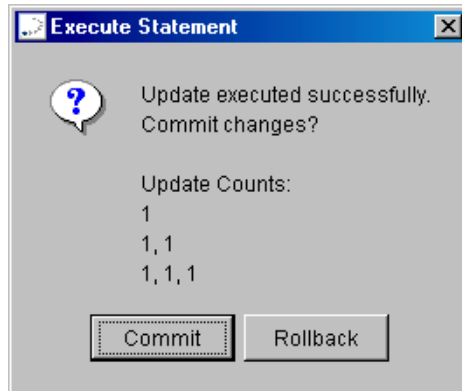 Execute Statement
Update executed successfully.
Commit changes?
Update Counts:
1
1, 1
1, 1, 1
Commit
Rollback